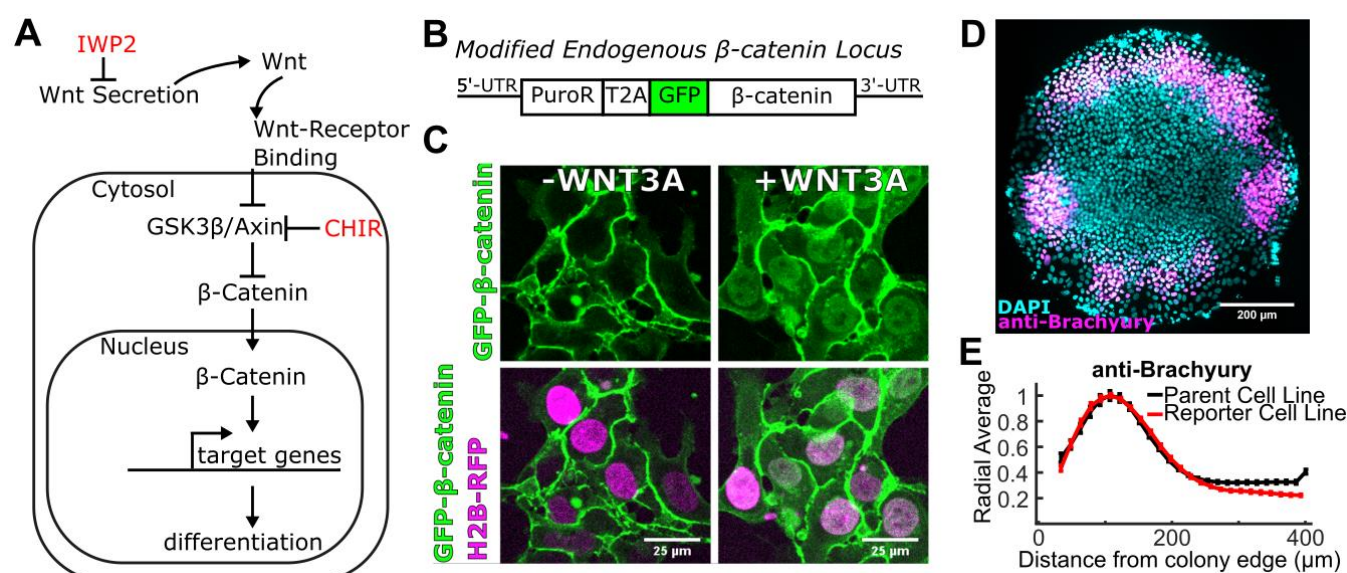 A
IWP2
Wnt Secretion
Wnt
Wnt-Receptor
Binding
Cytosol
GSK3β/Axin
CHIR
β-Catenin
Nucleus
β-Catenin
target genes
differentiation
B
Modified Endogenous β-catenin Locus
5'-UTR
PuroR
T2A
GFP
β-catenin
3'-UTR
C
-WNT3A
+WNT3A
GFP-β-catenin
GFP-β-catenin
H2B-RFP
25 µm
25 µm
D
DAPI
anti-Brachyury
200 µm
E
anti-Brachyury
Parent Cell Line
Reporter Cell Line
Radial Average
1
0.8
0.6
0.4
0.2
0
200
400
Distance from colony edge (µm)